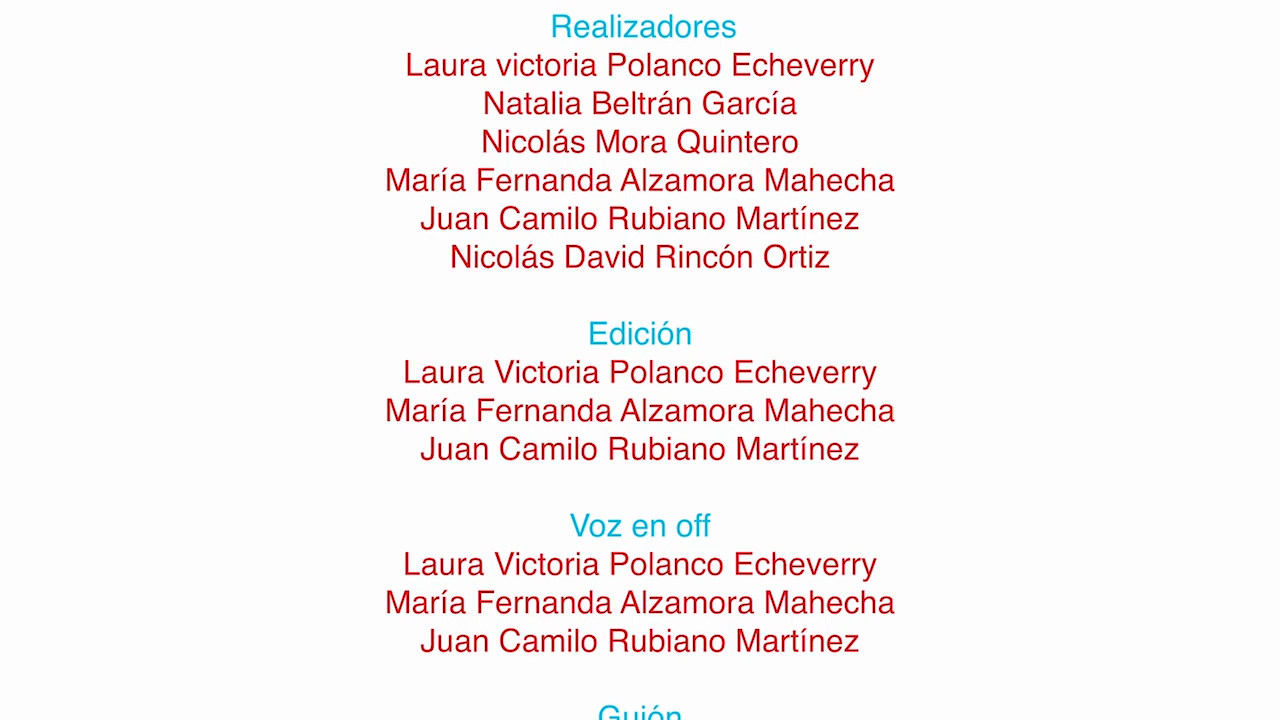 Realizadores
Laura victoria Polanco Echeverry
Natalia Beltrán García
Nicolás Mora Quintero
María Fernanda Alzamora Mahecha
Juan Camilo Rubiano Martínez
Nicolás David Rincón Ortiz
Edición
Laura Victoria Polanco Echeverry
María Fernanda Alzamora Mahecha
Juan Camilo Rubiano Martínez
Voz en off
Laura Victoria Polanco Echeverry
María Fernanda Alzamora Mahecha
Juan Camilo Rubiano Martínez
Guión